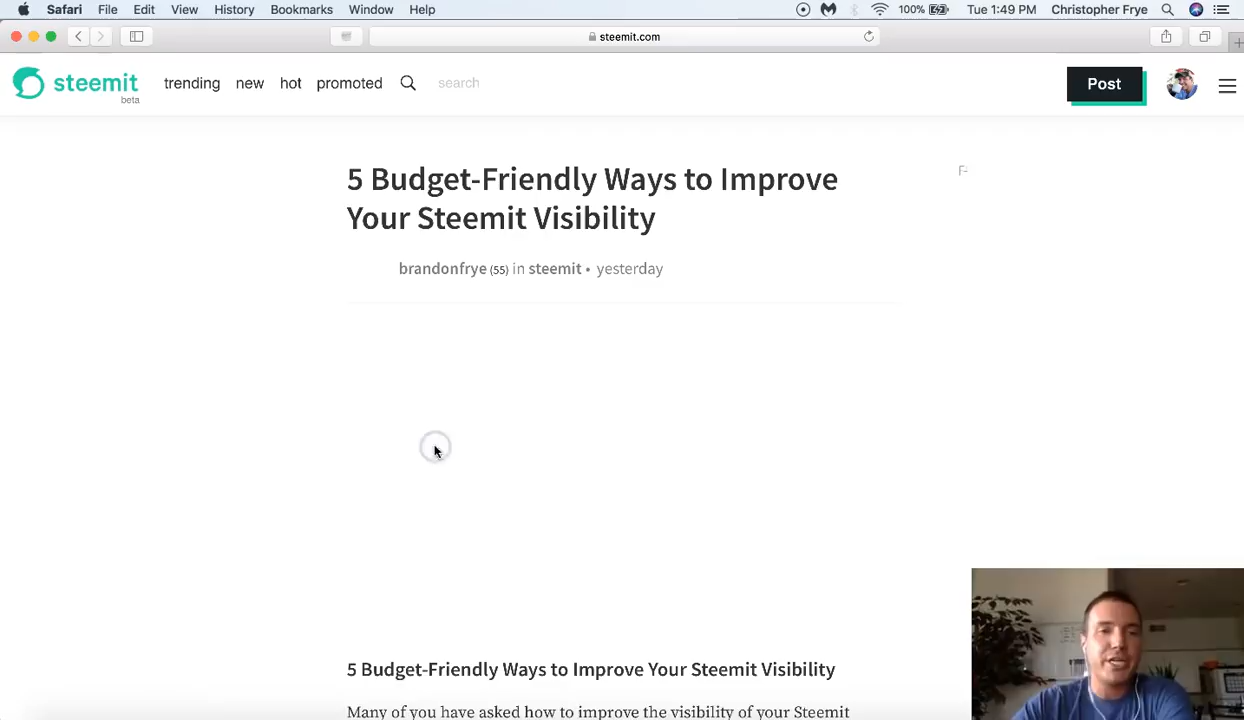 Safari File Edit View History Bookmarks Window Help 100% Tue 1:49 PM Christopher Frye
steemit.com
steemit beta trending new hot promoted search Post
5 Budget-Friendly Ways to Improve
Your Steemit Visibility
brandonfrye (55) in steemit • yesterday
5 Budget-Friendly Ways to Improve Your Steemit Visibility
Many of you have asked how to improve the visibility of your Steemit